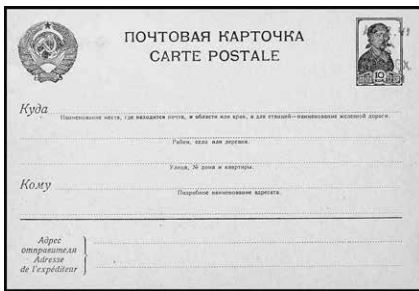 ПОЧТОВАЯ КАРТОЧКА
CARTE POSTALE
10
Куда
Наименование места, где находится почта, и области или края, а для станций—наименование железной дороги.
Район, село или деревня.
Улица, № дома и квартиры.
Кому
Подробное наименование адресата.
Адрес
отправителя
Adresse
de l'expéditeur